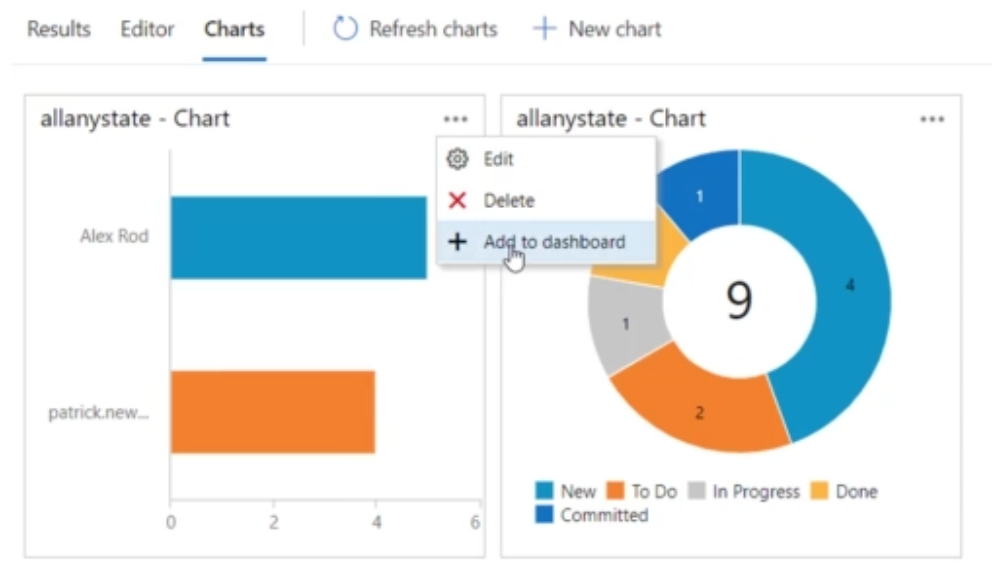 Results Editor Charts Refresh charts New chart
allanystate - Chart
Edit
Delete
Add to dashboard
Alex Rod
patrick.new...
0 2 4 6
allanystate - Chart
1
4
1
9
2
New To Do In Progress Done
Committed